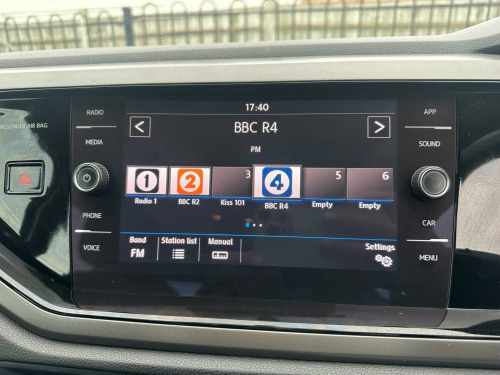 RADIO
MEDIA
PHONE
VOICE
PASSENGER AIR BAG
17:40
BBC R4
PM
1
2
3
4
5
6
Radio 1
BBC R2
Kiss 101
BBC R4
Empty
Empty
Band
FM
Station list
Manual
Settings
APP
SOUND
CAR
MENU